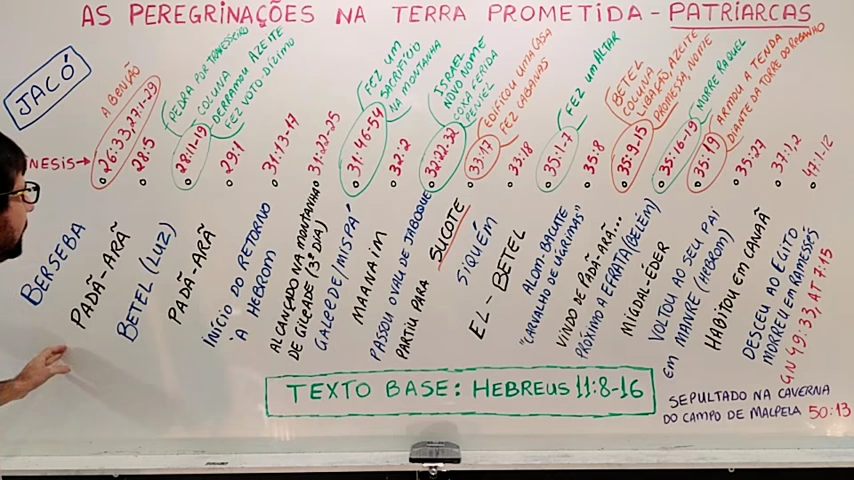 AS PEREGRINAÇÕES NA TERRA PROMETIDA - PATRIARCAS
JACÓ
A BENÇÃO
PEDRA POR TRAVESSEIRO
COLUNA
DERRAMOU AZEITE
FEZ VOTO-DÍZIMO
FEZ UM
SACRIFÍCIO
NA MONTANHA
ISRAEL
NOVO NOME
COXA FERIDA
PENIEL
EDIFICOU UMA CASA
FEZ CABANAS
FEZ UM ALTAR
BETEL
COLUNA
LIBAÇÃO, AZEITE
PROMESSA, NOME
MORRE RAQUEL
ARMOU A TENDA
DIANTE DA TORRE DO REBANHO
NESIS→
26:33, 27:1-29
28:5
28:11-19
29:1
31:13-17
31:22-25
31:46-54
32:2
32:22.32
33:17
33:18
35:1-7
35:8
35:9-15
35:16-19
35:19
35:27
37:1,2
47:1.12
BERSEBA
PADÃ-ARÃ
BETEL (LUZ)
PADÃ-ARÃ
INÍCIO DO RETORNO
À HEBROM
ALCANÇADO NA MONTANHA
DE GILEADE (3º DIA)
GALEEDE/MISPÁ
MAANAIM
PASSOU O VAU DE JABOQUE
PARTIU PARA SUCOTE
SIQUÉM
EL-BETEL
ALOM-BACUTE
"CARVALHO DE LÁGRIMAS"
VINDO DE PADÃ-ARÃ...
PRÓXIMO A EFRATA (BELÉM)
MIGDAL-ÉDER
VOLTOU AO SEU PAI
EM MANRE (HEBROM)
HABITOU EM CANAÃ
DESCEU AO EGITO
MORREU EM RAMESSÉS
GN 49:33, AT 7:15
TEXTO BASE: HEBREUS 11:8-16
SEPULTADO NA CAVERNA
DO CAMPO DE MACPELA 50:13